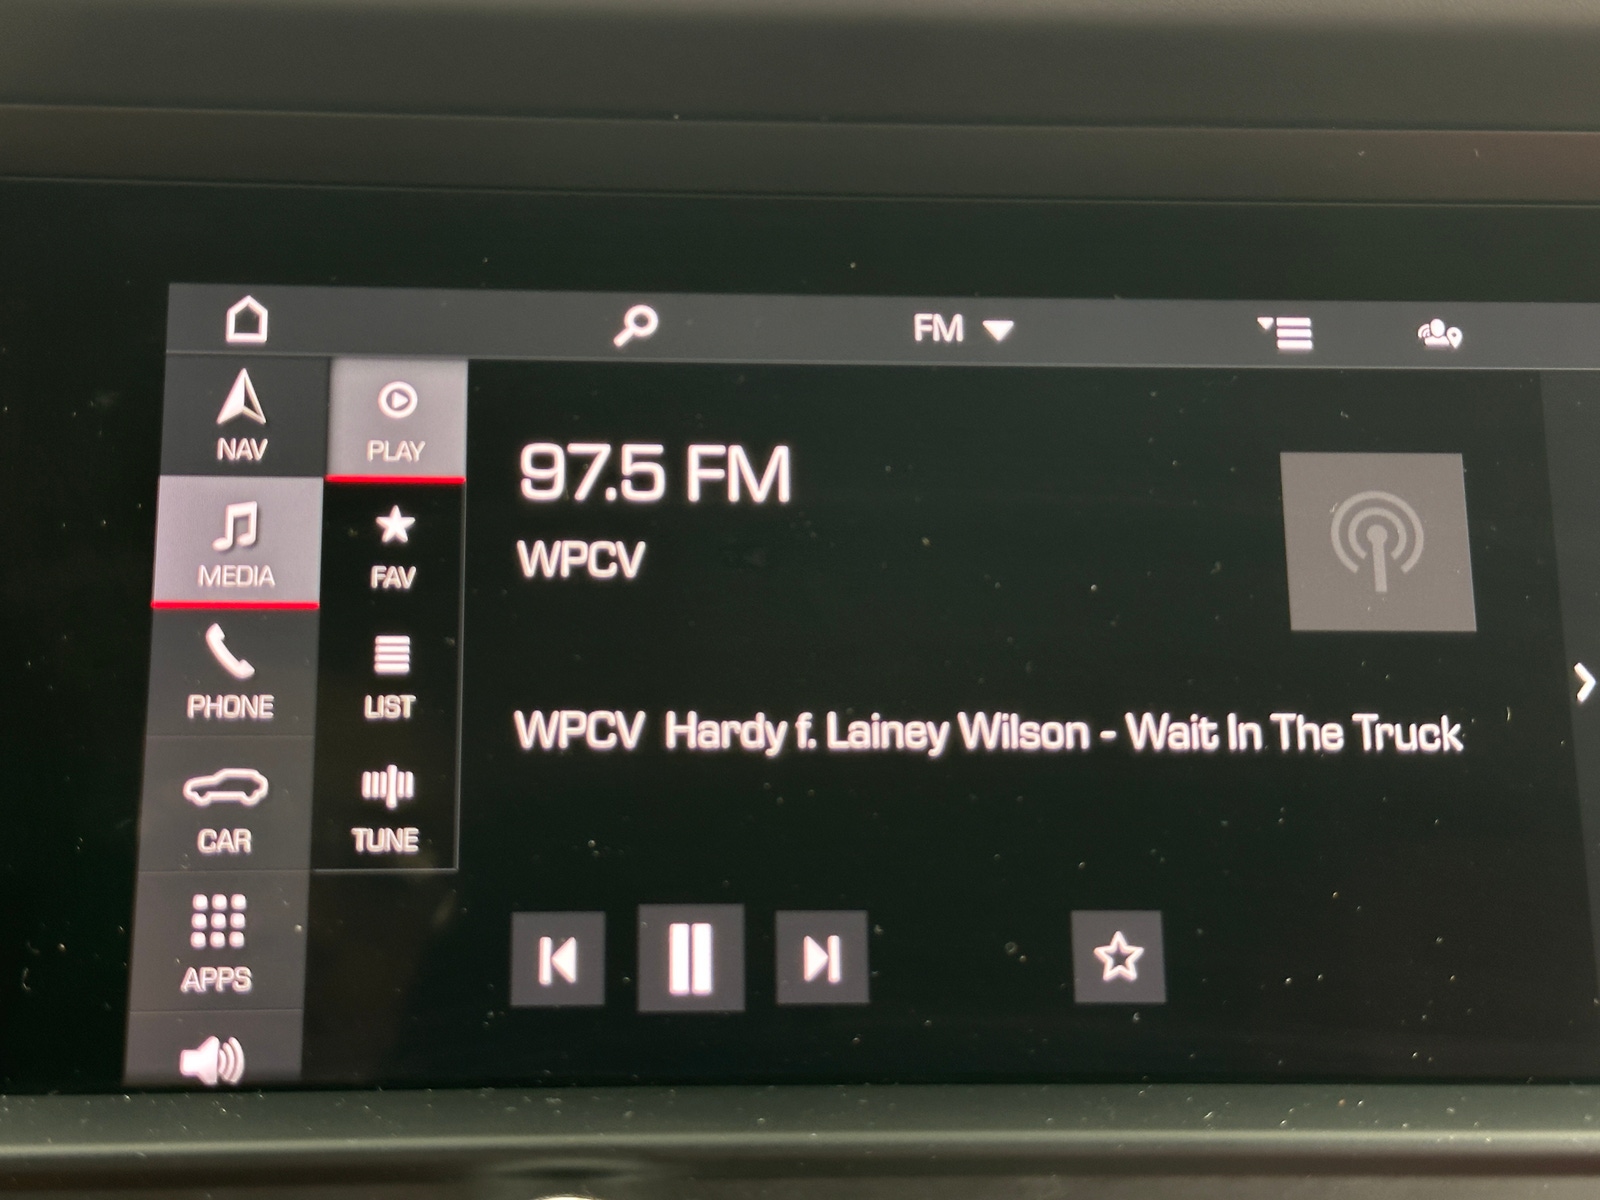 FM
NAV
PLAY
97.5 FM
WPCV
MEDIA
FAV
PHONE
LIST
WPCV Hardy f. Lainey Wilson - Wait In The Truck
CAR
TUNE
APPS